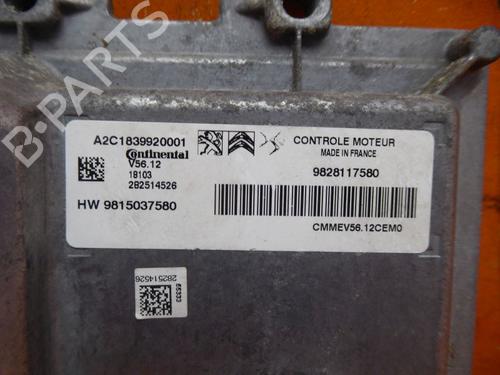 A2C1839920001
Continental
V56.12
18103
2B2514526
HW 9815037580
CONTROLE MOTEUR
MADE IN FRANCE
9828117580
CMMEV56.12CEM0
65333
2B2514526
B-PARTS